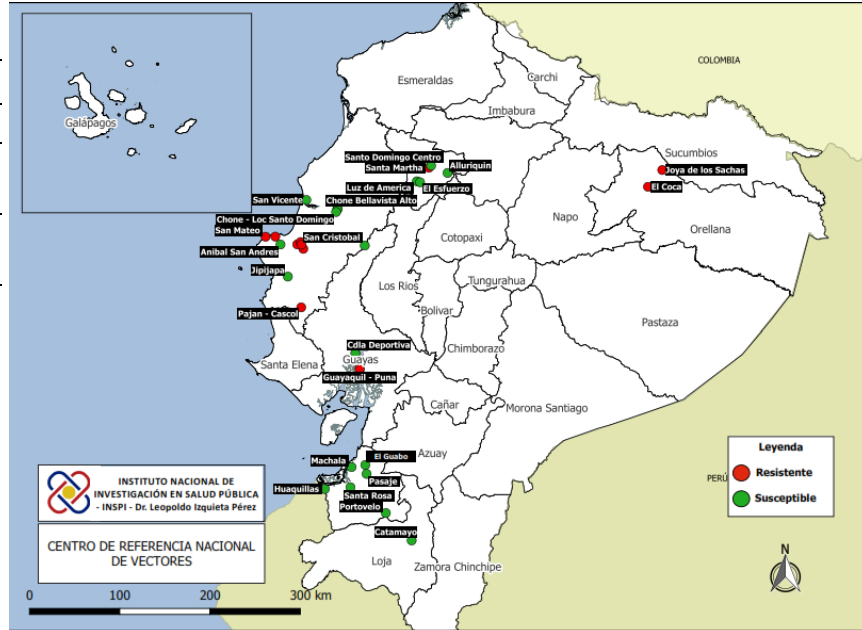 COLOMBIA
Esmeraldas
Carchi
Imbabura
Galápagos
Sucumbios
Santo Domingo Centro
Santa Martha
Alluriquin
Joya de los Sachas
El Coca
Luz de America
El Esfuerzo
San Vicente
Chone Bellavista Alto
Napo
Orellana
Chone - Loc Santo Domingo
San Mateo
San Cristobal
Cotopaxi
Anibal San Andres
Jipijapa
Los Rios
Tungurahua
Pajan - Cascol
Bolivar
Pastaza
Cdla Deportiva
Chimborazo
Santa Elena
Guayas
Guayaquil - Puna
Cañar
Morona Santiago
Azuay
El Guabo
Machala
Pasaje
Huaquillas
Santa Rosa
Portovelo
Catamayo
Loja
Zamora Chinchipe
PERÚ
Leyenda
Resistente
Susceptible
INSTITUTO NACIONAL DE
INVESTIGACIÓN EN SALUD PÚBLICA
- INSPI - Dr. Leopoldo Izquieta Pérez
CENTRO DE REFERENCIA NACIONAL
DE VECTORES
N
0 100 200 300 km